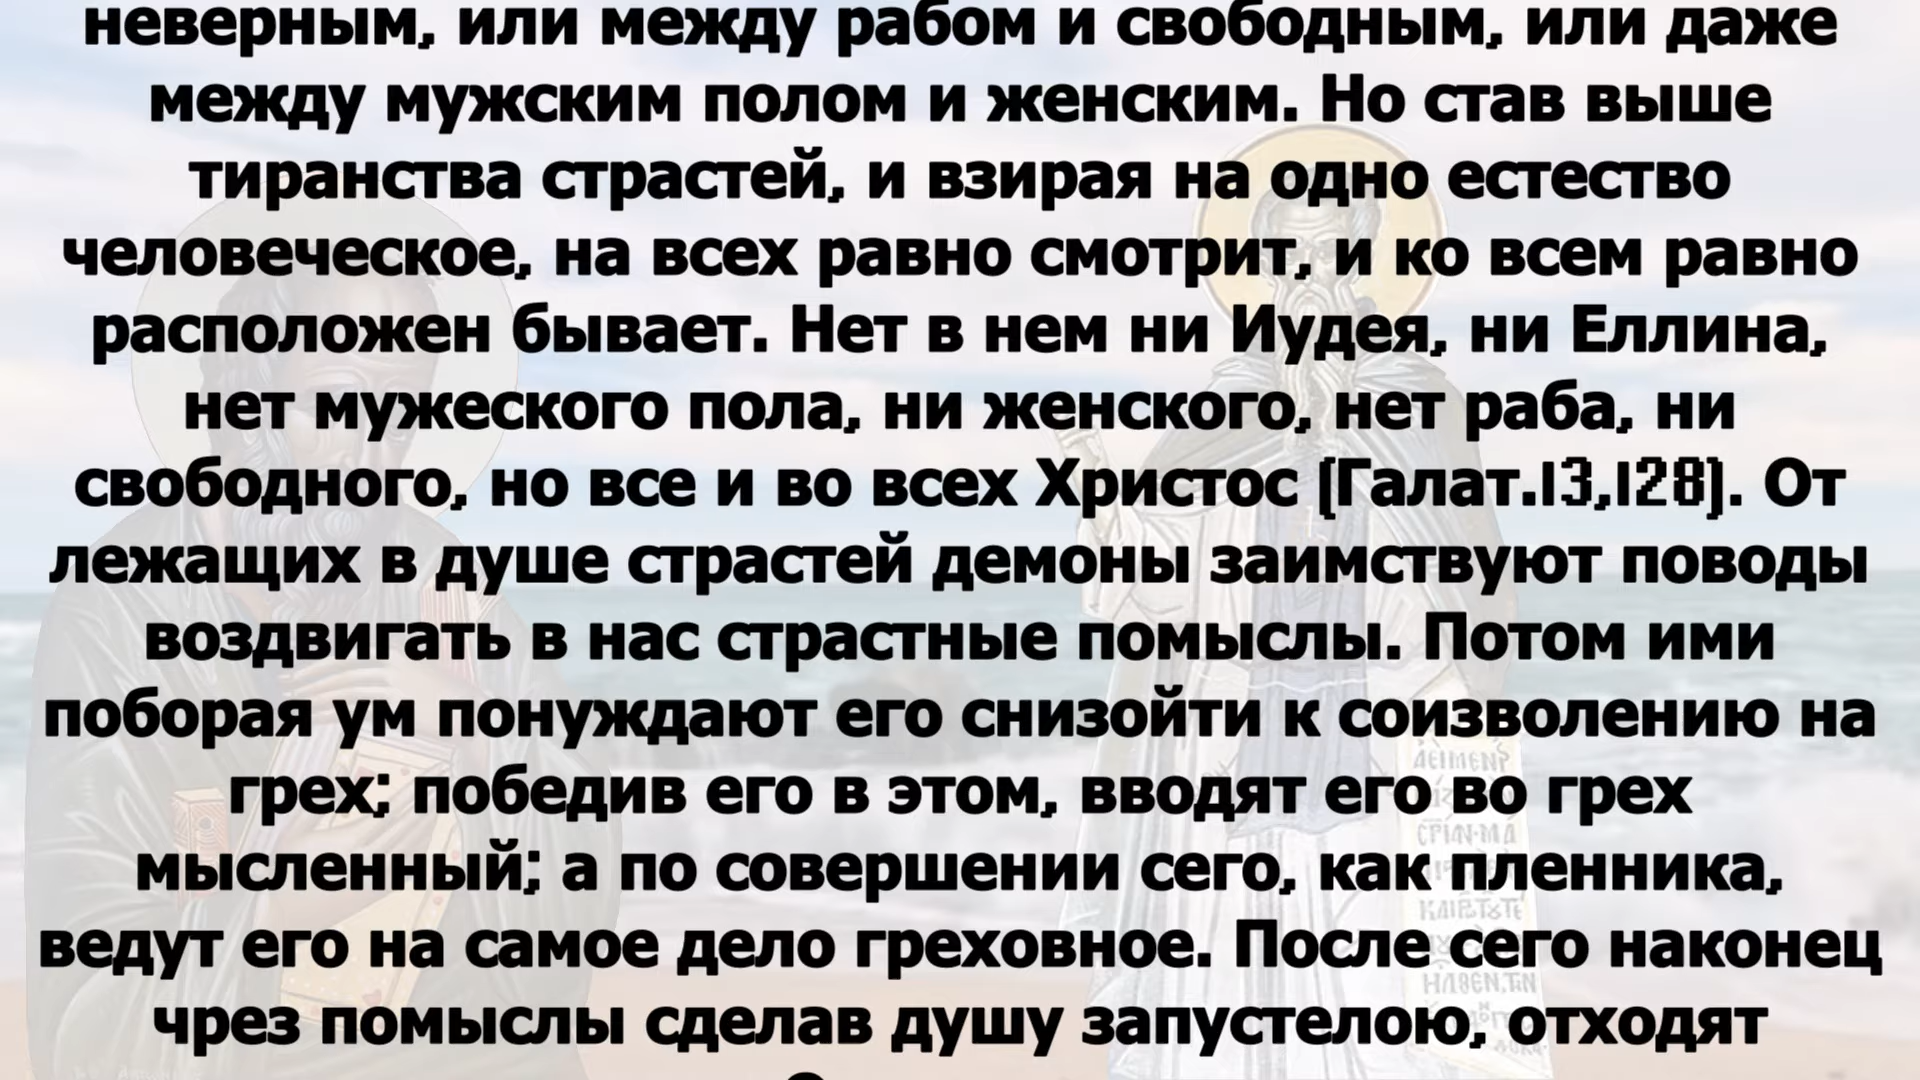 неверным, или между рабом и свободным, или даже
между мужским полом и женским. Но став выше
тиранства страстей, и взирая на одно естество
человеческое, на всех равно смотрит, и ко всем равно
расположен бывает. Нет в нем ни Иудея, ни Еллина,
нет мужеского пола, ни женского, нет раба, ни
свободного, но все и во всех Христос (Галат.13,128). От
лежащих в душе страстей демоны заимствуют поводы
воздвигать в нас страстные помыслы. Потом ими
поборая ум понуждают его снизойти к соизволению на
грех; победив его в этом, вводят его во грех
мысленный; а по совершении сего, как пленника,
ведут его на самое дело греховное. После сего наконец
чрез помыслы сделав душу запустелою, отходят